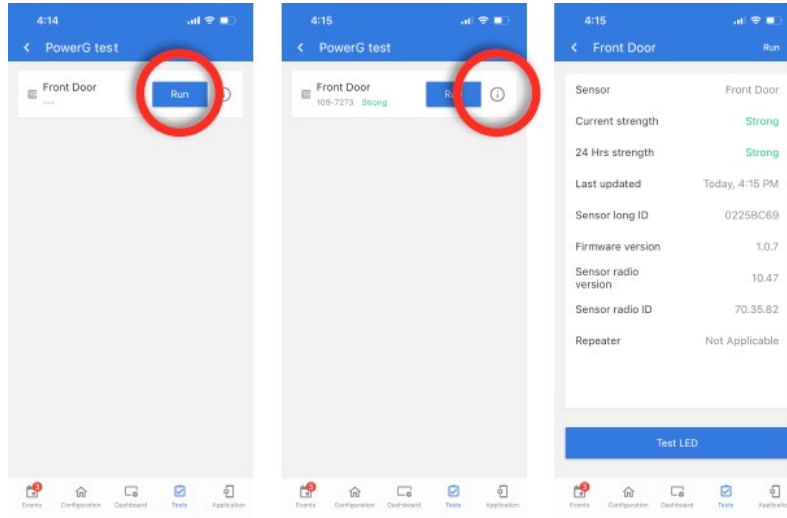 4:14
PowerG test
Front Door
---
Run
Events
Configuration
Dashboard
Tests
Application
3
4:15
PowerG test
Front Door
109-7273 Strong
Run
3
Events
Configuration
Dashboard
Tests
Application
4:15
Front Door
Run
Sensor Front Door
Current strength Strong
24 Hrs strength Strong
Last updated Today, 4:15 PM
Sensor long ID 0225BC69
Firmware version 1.0.7
Sensor radio
version 10.47
Sensor radio ID 70.35.82
Repeater Not Applicable
Test LED
3
Events
Configuration
Dashboard
Tests